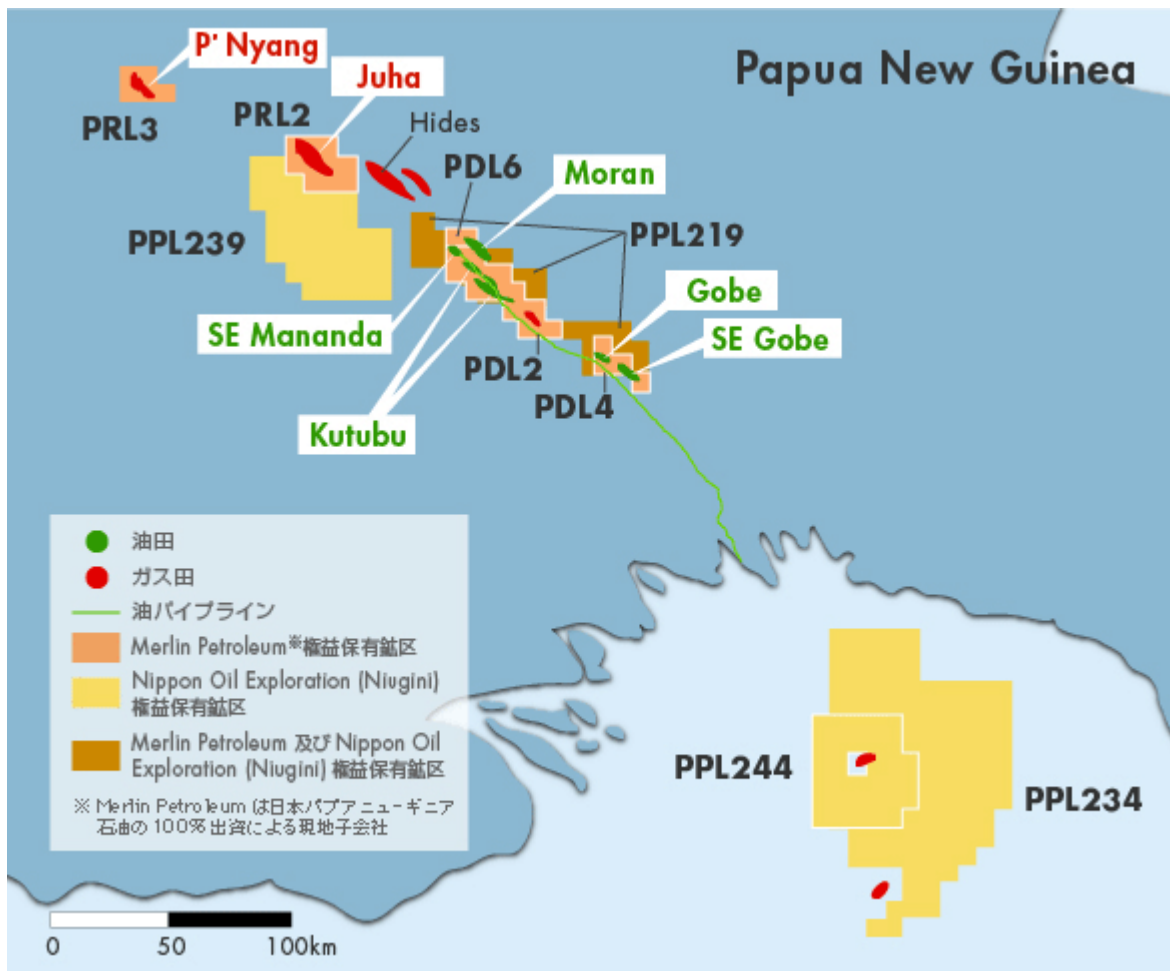 Papua New Guinea
P' Nyang
Juha
PRL3
PRL2
Hides
PDL6
Moran
PPL239
PPL219
Gobe
SE Mananda
SE Gobe
PDL2
PDL4
Kutubu
油田
ガス田
油パイプライン
Merlin Petroleum※権益保有鉱区
Nippon Oil Exploration (Niugini)
権益保有鉱区
Merlin Petroleum 及び Nippon Oil
Exploration (Niugini) 権益保有鉱区
※ Merlin Petroleum は日本パプアニューギニア
石油の 100% 出資による現地子会社
PPL244
PPL234
0 50 100km